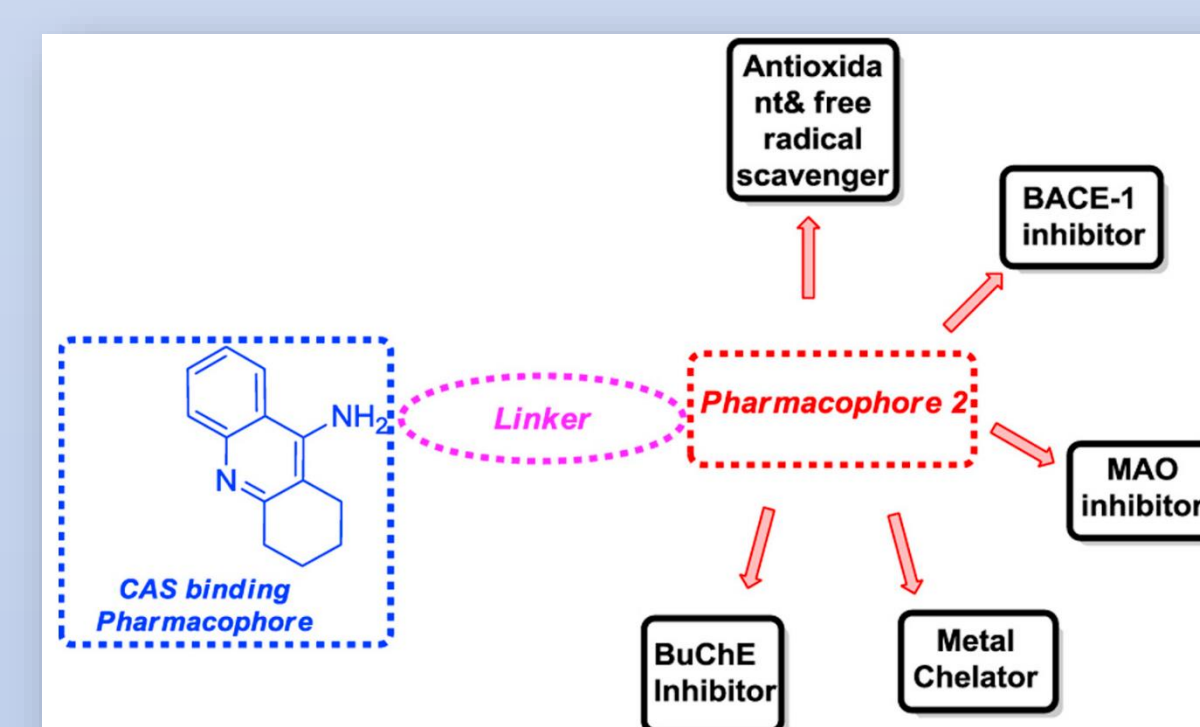 Antioxida
nt& free
radical
scavenger
BACE-1
inhibitor
NH2
N
CAS binding
Pharmacophore
Linker
Pharmacophore 2
MAO
inhibitor
BuChE
Inhibitor
Metal
Chelator